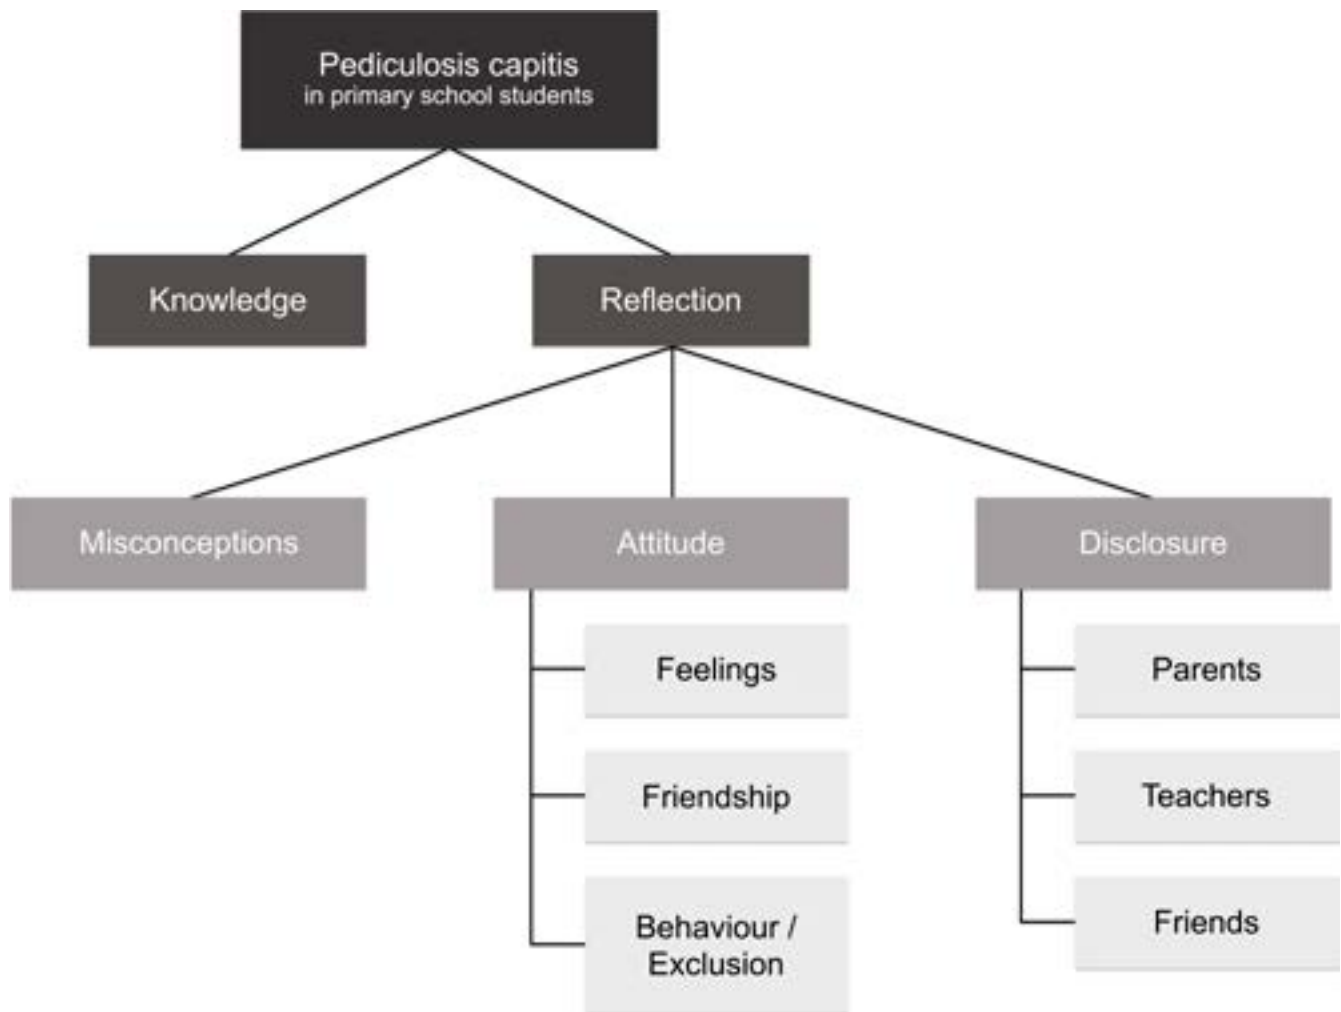 Pediculosis capitis
in primary school students
Knowledge
Reflection
Misconceptions
Attitude
Disclosure
Feelings
Parents
Friendship
Teachers
Behaviour /
Exclusion
Friends